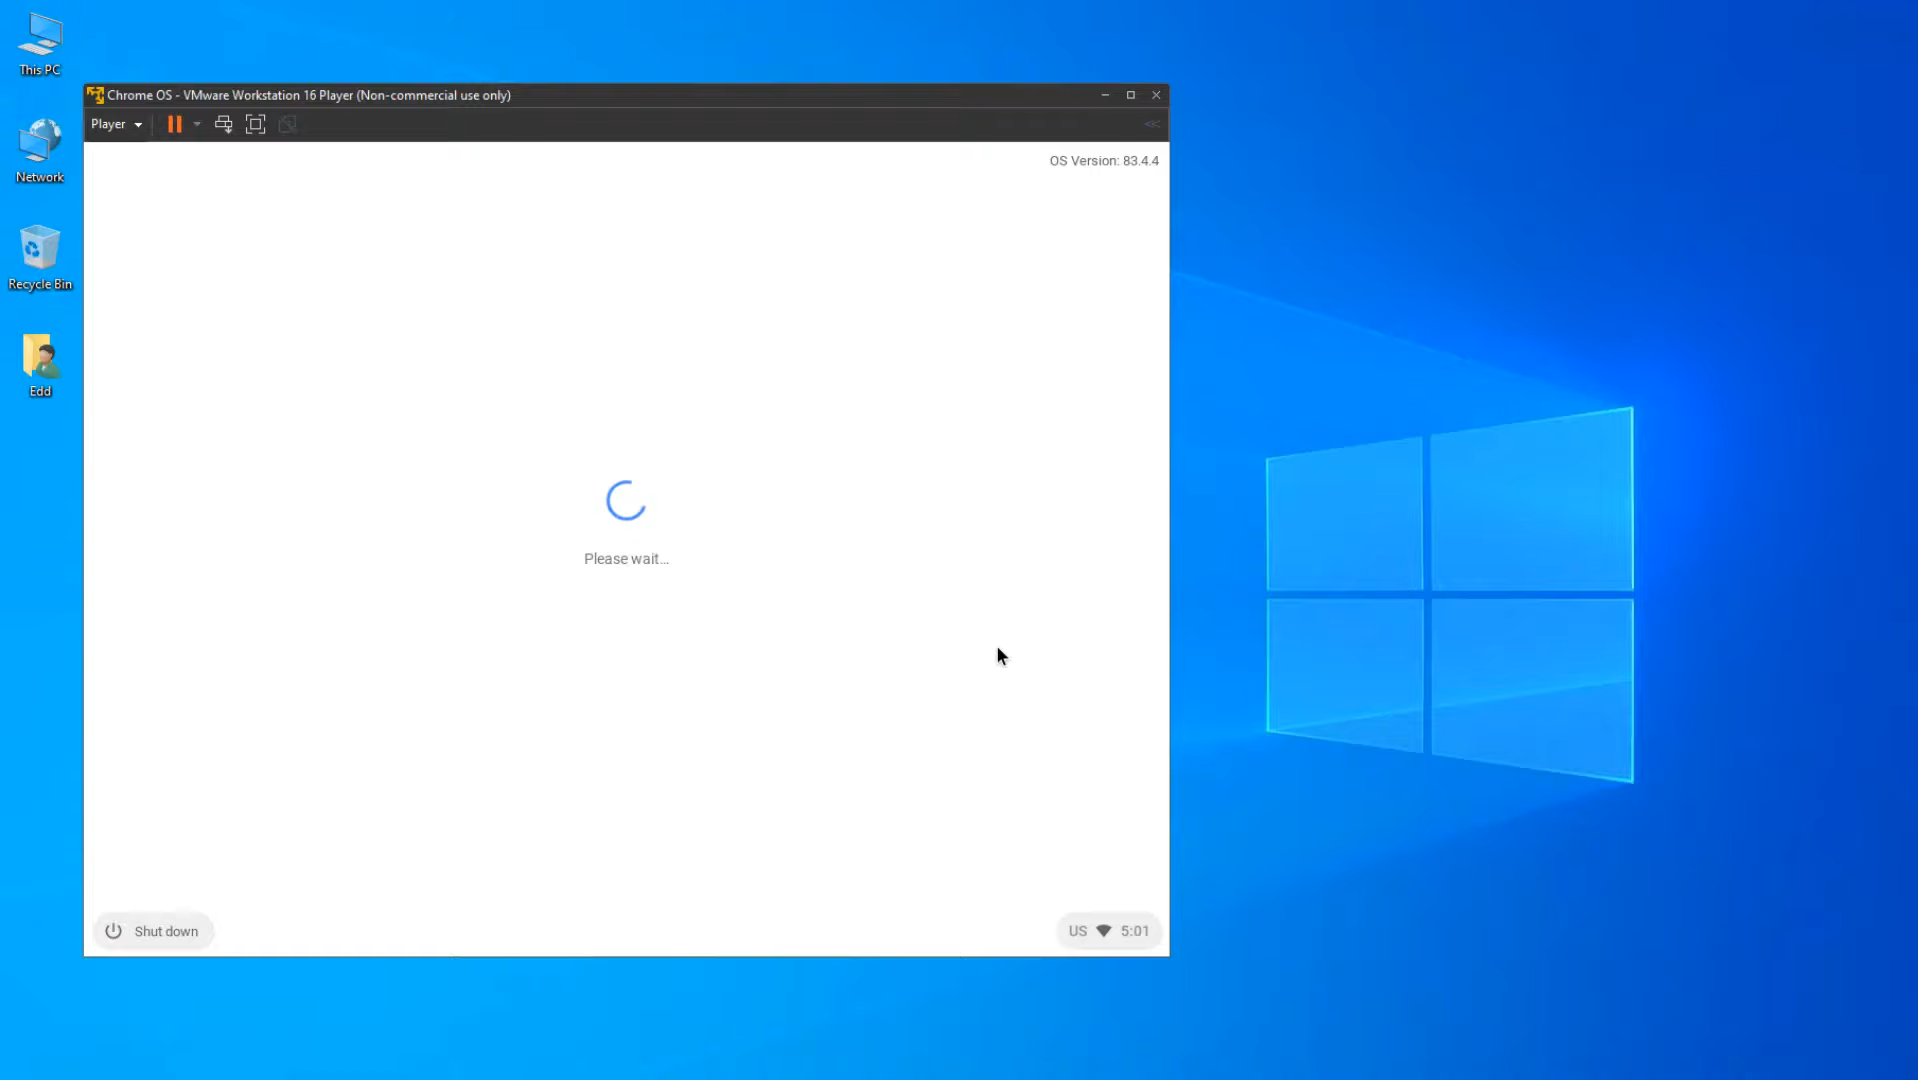 This PC
Network
Recycle Bin
Edd
Chrome OS - VMware Workstation 16 Player (Non-commercial use only)
Player
OS Version: 83.4.4
Please wait...
Shut down
US 5:01